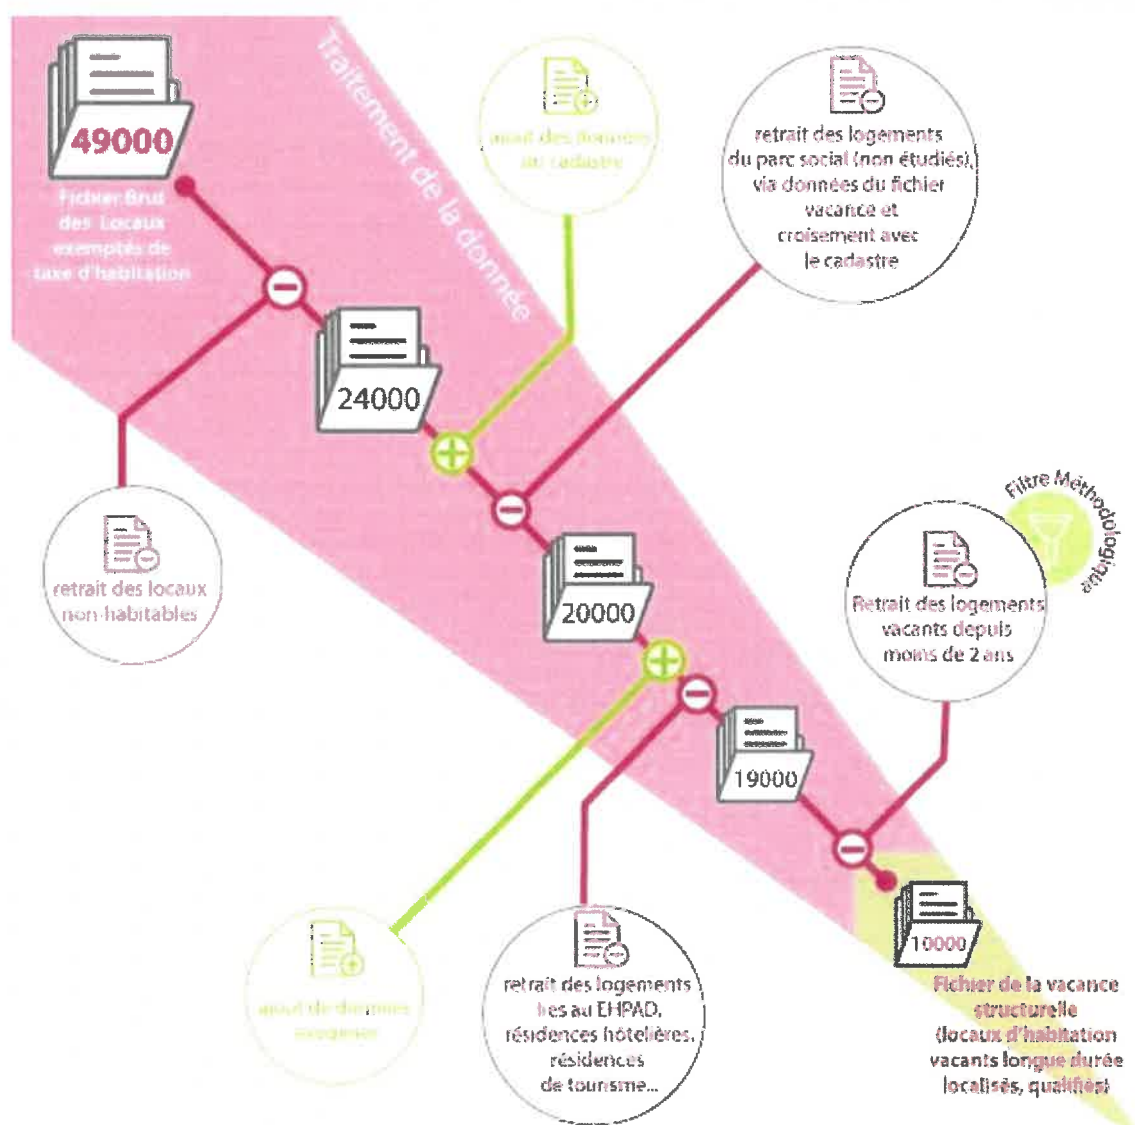 Traitement de la donnée
49000
Fichier Brut
des Locaux
exemptés de
taxe d'habitation
ajout des données
du cadastre
retrait des logements
du parc social (non étudiés),
via données du fichier
vacance et
croisement avec
le cadastre
24000
retrait des locaux
non-habitables
20000
Filtre Méthodologique
Retrait des logements
vacants depuis
moins de 2 ans
19000
ajout de données
exogènes
retrait des logements
liés au EHPAD,
résidences hôtelières,
résidences
de tourisme...
10000
Fichier de la vacance
structurelle
(locaux d'habitation
vacants longue durée
localisés, qualifiés)